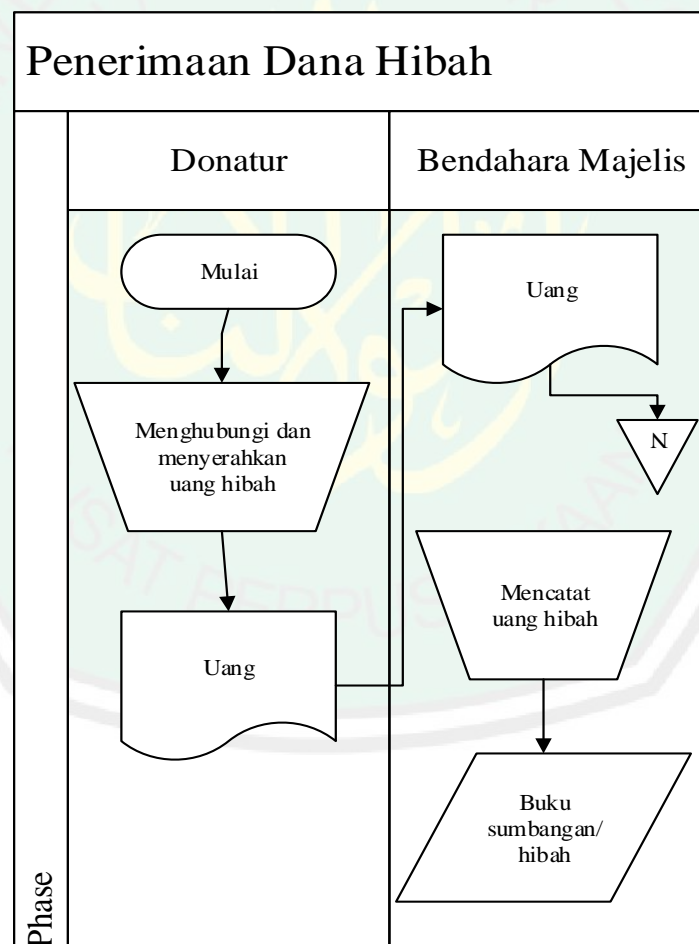 Penerimaan Dana Hibah
Donatur
Bendahara Majelis
Mulai
Menghubungi dan
menyerahkan
uang hibah
Uang
Uang
N
Mencatat
uang hibah
Buku
sumbangan/
hibah
Phase